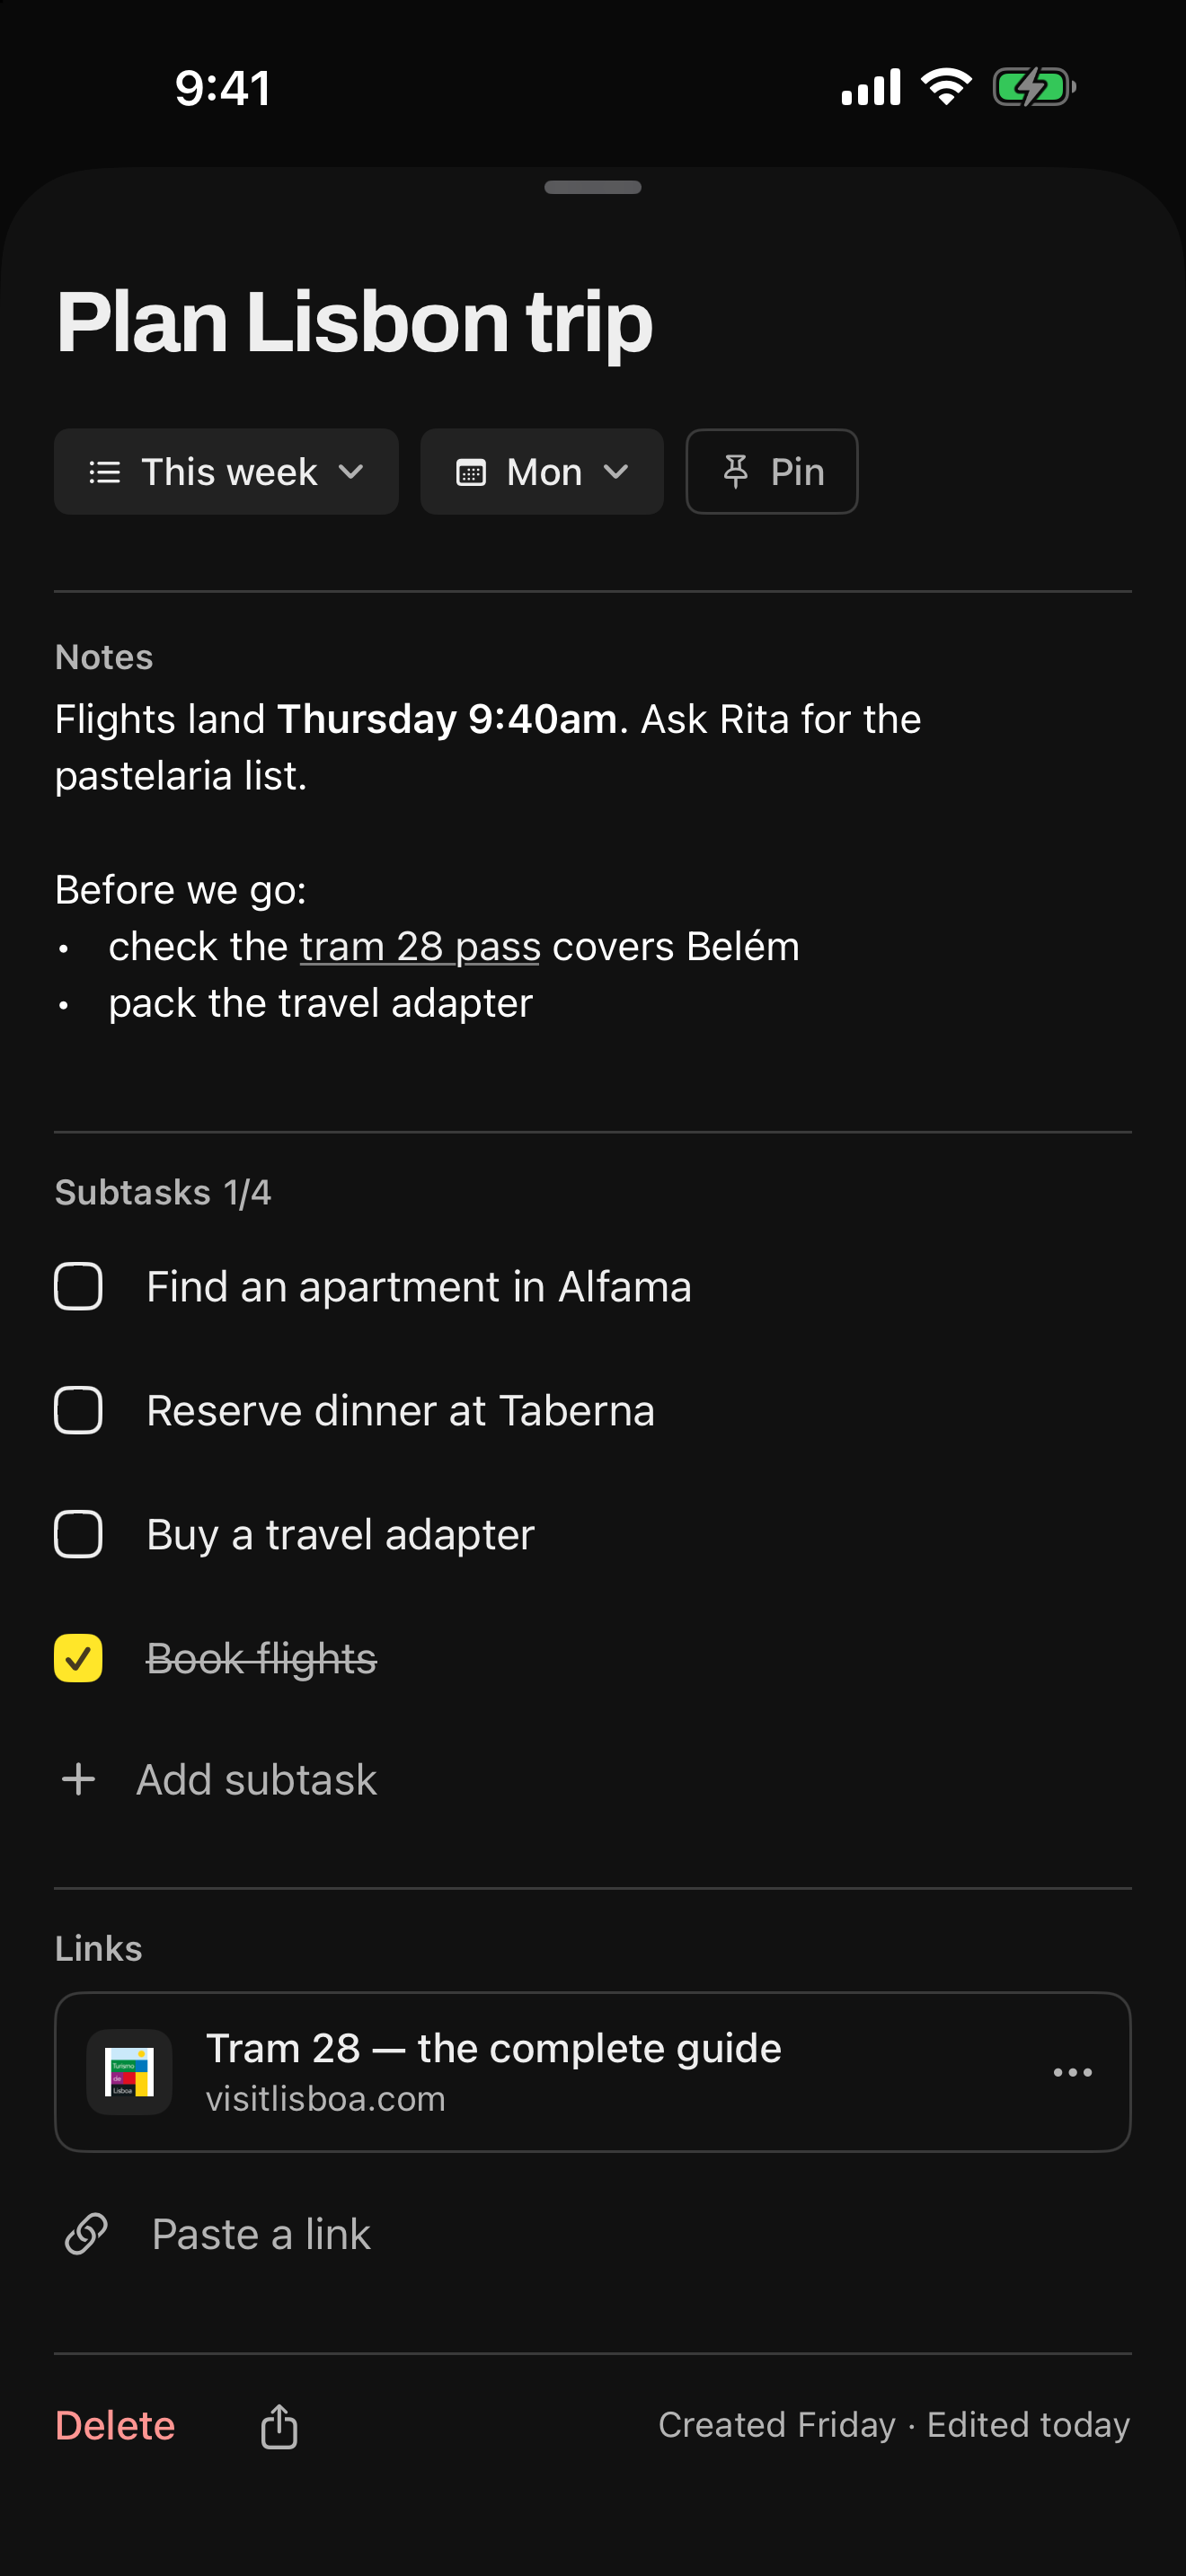 9:41
Plan Lisbon trip
This week
Mon
Pin
Notes
Flights land Thursday 9:40am. Ask Rita for the
pastelaria list.
Before we go:
• check the tram 28 pass covers Belém
• pack the travel adapter
Subtasks 1/4
Find an apartment in Alfama
Reserve dinner at Taberna
Buy a travel adapter
Book flights
Add subtask
Links
Tram 28 — the complete guide
Turismo
de
Lisboa
visitlisboa.com
Paste a link
Delete
Created Friday · Edited today